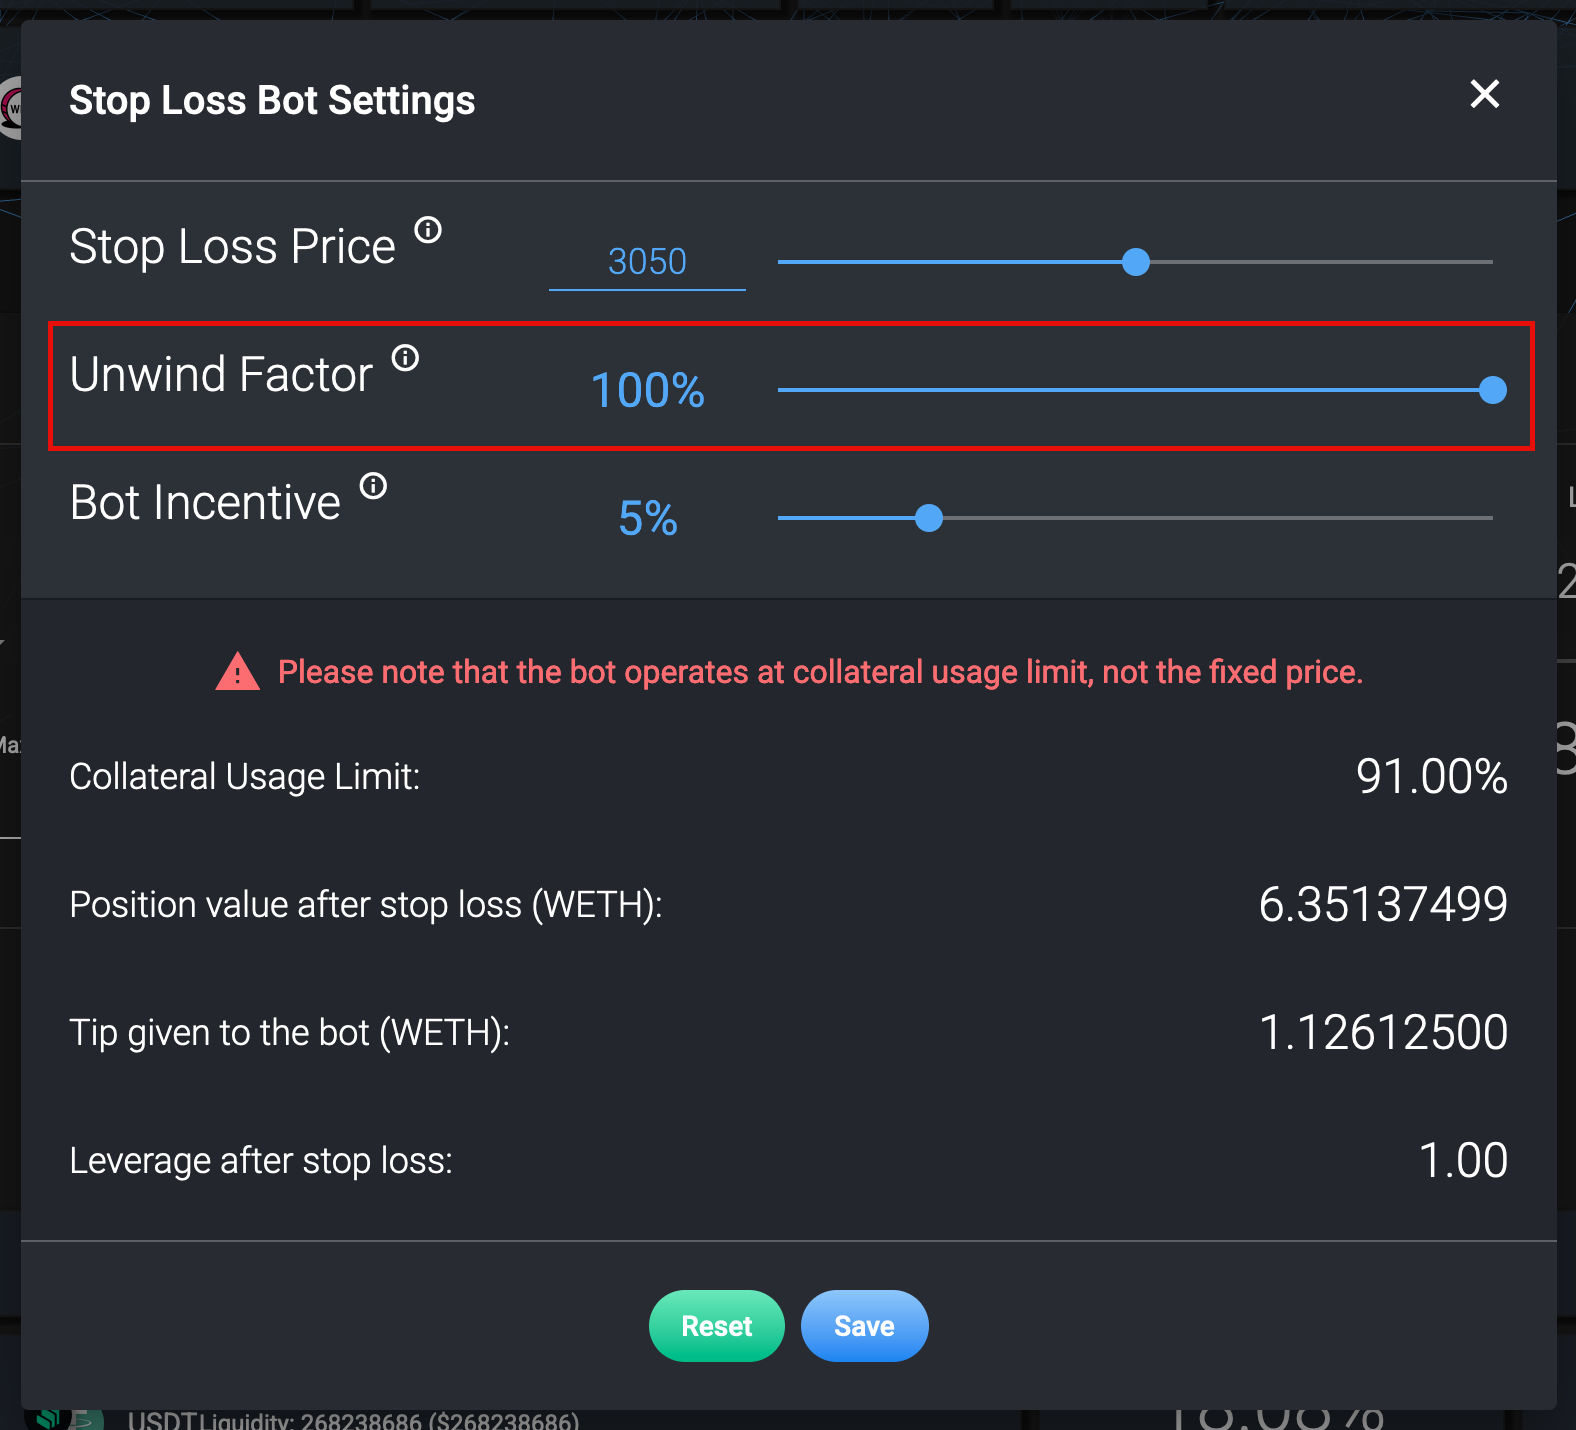 Stop Loss Bot Settings
Stop Loss Price
3050
Unwind Factor
100%
Bot Incentive
5%
Please note that the bot operates at collateral usage limit, not the fixed price.
Collateral Usage Limit:
91.00%
Position value after stop loss (WETH):
6.35137499
Tip given to the bot (WETH):
1.12612500
Leverage after stop loss:
1.00
Reset
Save
USDT Liquidity: 268238686 ($268238686)
18.08%